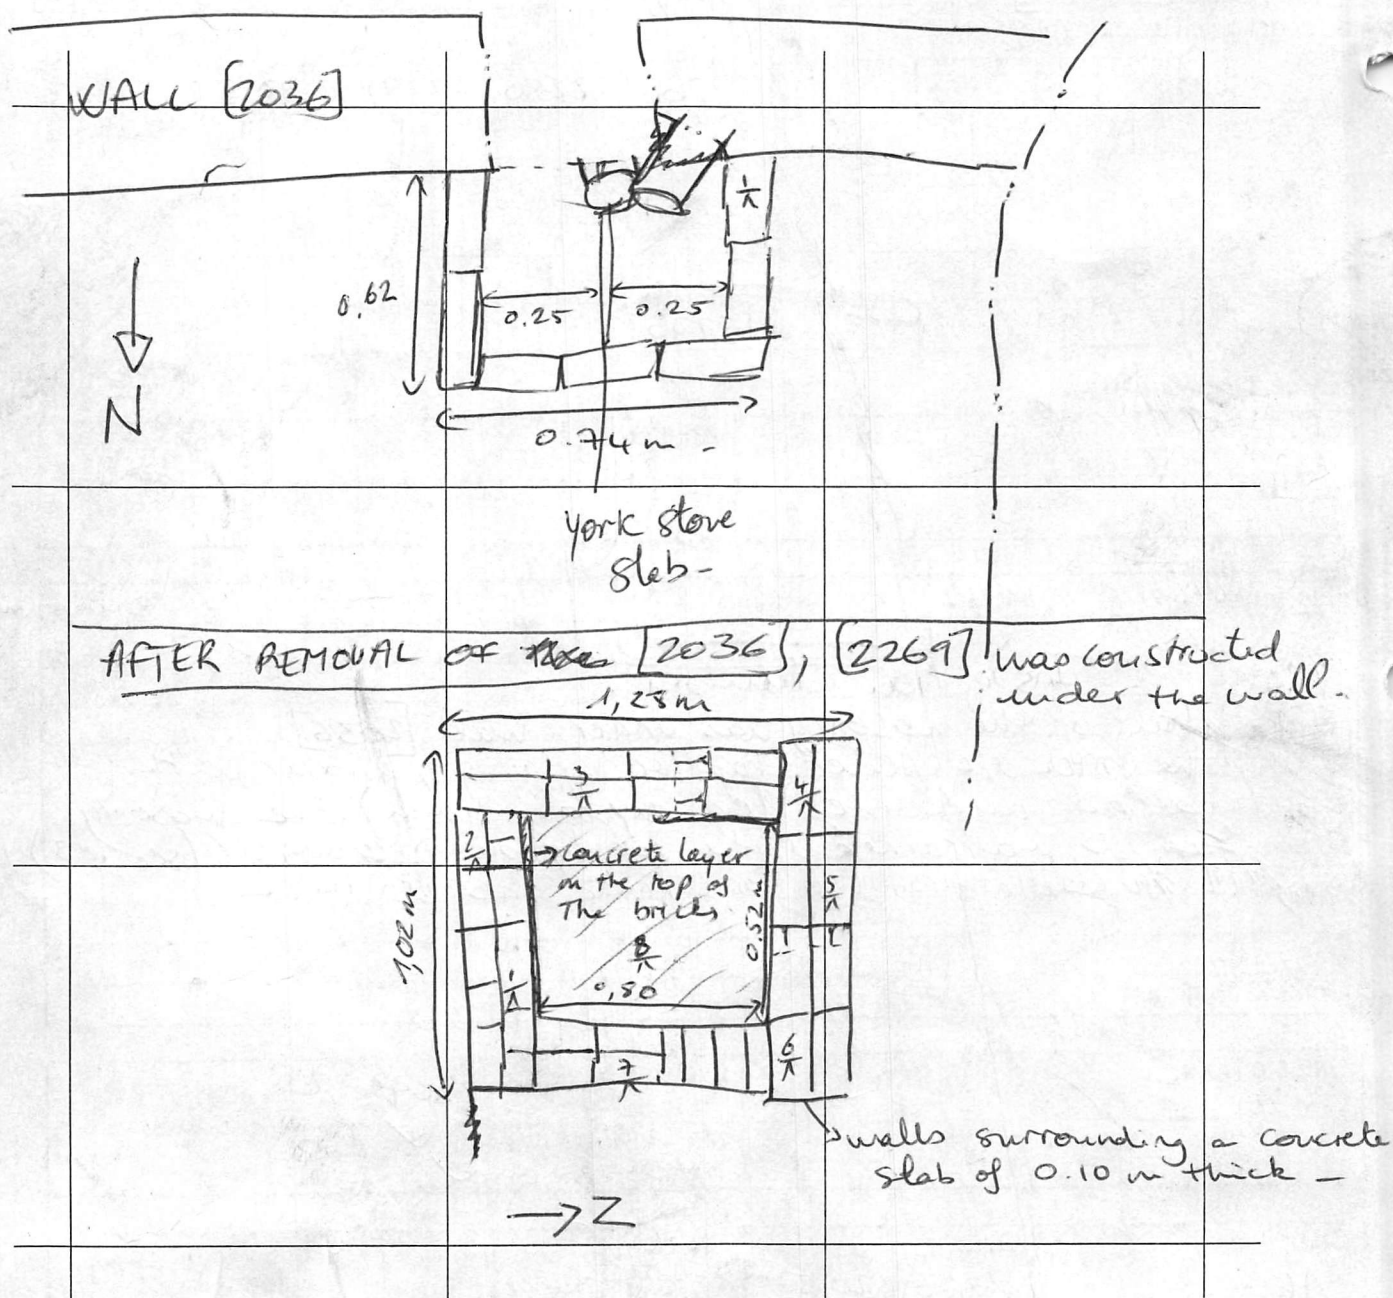 WALL [2036]
1
0.62
0.25
0.25
N
0.74m -
york stone
slab -
AFTER REMOVAL OF [2036], [2269] was constructed
under the wall -
1,28m
3
4
2
→ Concrete layer
on the top of
The bricks
5
0.52m
8
1,02m
1
0,80
7
6
walls surrounding a concrete
slab of 0.10 m thick -
→ N